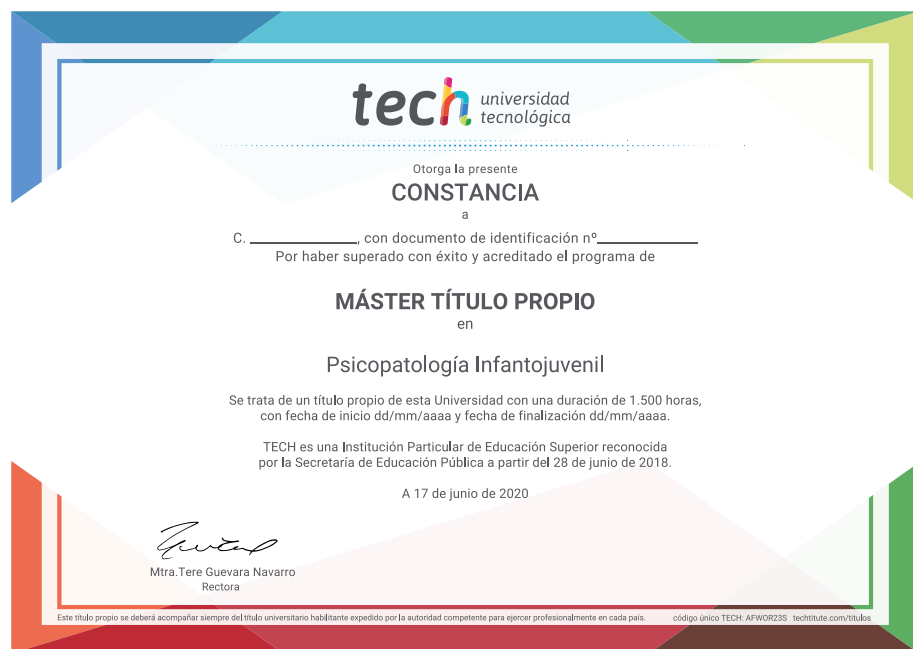 tech universidad
tecnológica
Otorga la presente
CONSTANCIA
a
C. ______________, con documento de identificación nº_____________
Por haber superado con éxito y acreditado el programa de
MÁSTER TÍTULO PROPIO
en
Psicopatología Infantojuvenil
Se trata de un título propio de esta Universidad con una duración de 1.500 horas,
con fecha de inicio dd/mm/aaaa y fecha de finalización dd/mm/aaaa.
TECH es una Institución Particular de Educación Superior reconocida
por la Secretaría de Educación Pública a partir del 28 de junio de 2018.
A 17 de junio de 2020
Mtra.Tere Guevara Navarro
Rectora
Este título propio se deberá acompañar siempre del título universitario habilitante expedido por la autoridad competente para ejercer profesionalmente en cada país. código único TECH: AFWOR23S techtitute.com/titulos